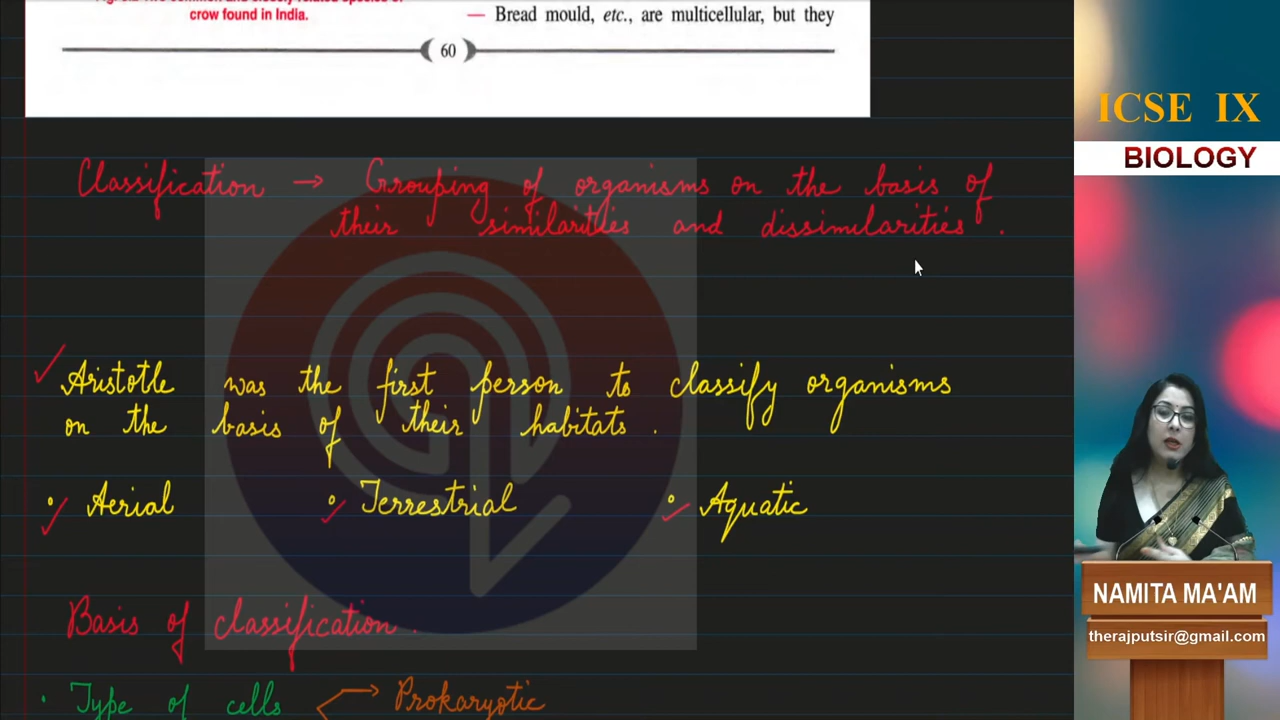 crow found in India.
— Bread mould, etc., are multicellular, but they
60
ICSE IX
BIOLOGY
Classification → Grouping of organisms on the basis of
their similarities and dissimilarities.
Aristotle was the first person to classify organisms
on the basis of their habitats.
Aerial
Terrestrial
Aquatic
Basis of classification.
Type of cells
Prokaryotic
NAMITA MA'AM
therajputsir@gmail.com